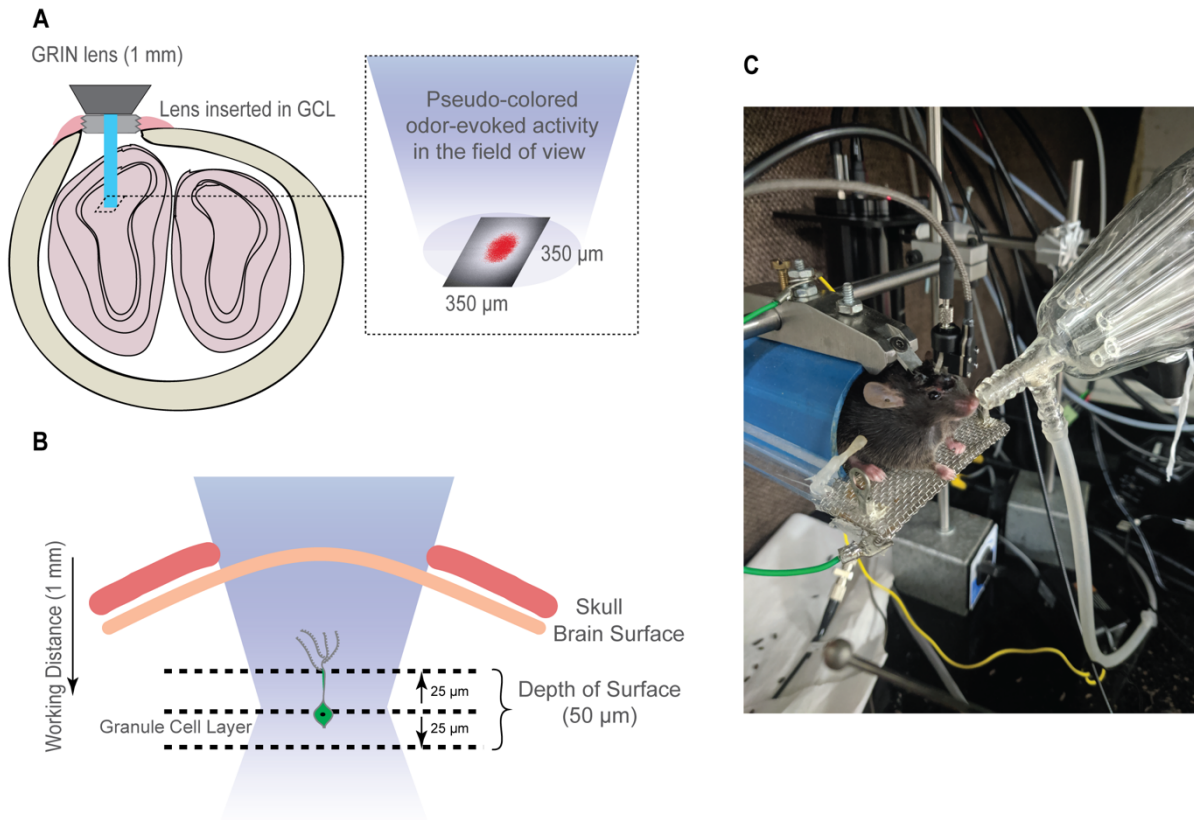 A
GRIN lens (1 mm)
Lens inserted in GCL
Pseudo-colored
odor-evoked activity
in the field of view
350 µm
350 µm
B
Working Distance (1 mm)
Skull
Brain Surface
25 µm
Granule Cell Layer
25 µm
Depth of Surface
(50 µm)
C